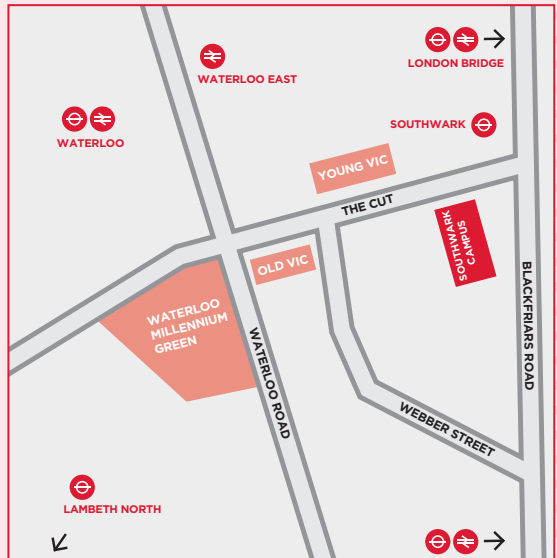 LONDON BRIDGE
WATERLOO EAST
SOUTHWARK
WATERLOO
YOUNG VIC
THE CUT
SOUTHWARK
CAMPUS
OLD VIC
BLACKFRIARS ROAD
WATERLOO
MILLENNIUM
GREEN
WATERLOO ROAD
WEBBER STREET
LAMBETH NORTH